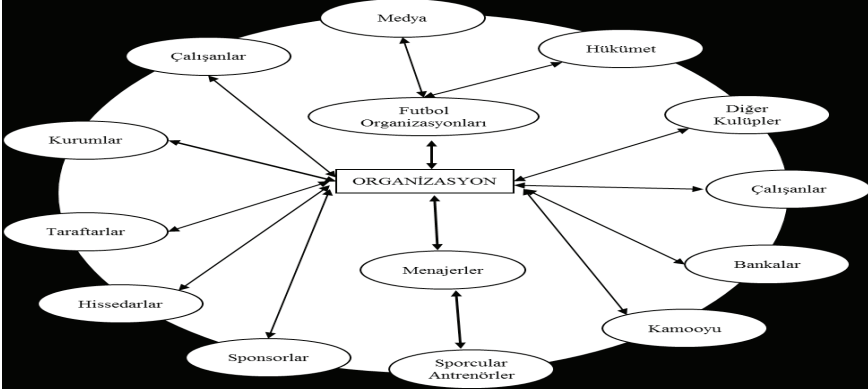 Medya
Çalışanlar
Hükümet
Futbol
Organizasyonları
Diğer
Kulüpler
Kurumlar
ORGANİZASYON
Çalışanlar
Taraftarlar
Menajerler
Bankalar
Hissedarlar
Kamooyu
Sponsorlar
Sporcular
Antrenörler